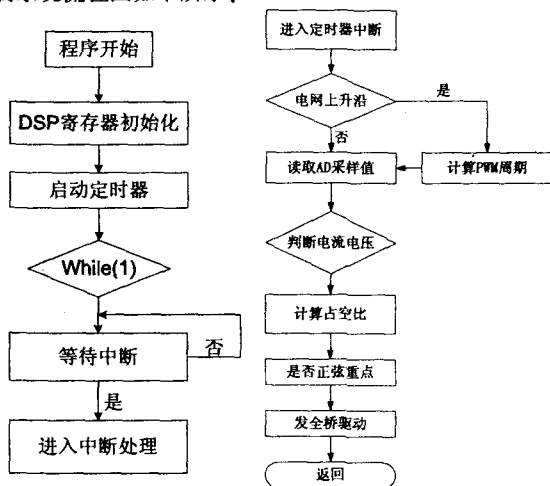 程序开始
DSP寄存器初始化
启动定时器
While(1)
等待中断
否
是
进入中断处理
进入定时器中断
电网上升沿
是
否
读取AD采样值
计算PWM周期
判断电流电压
计算占空比
是否正弦重点
发全桥驱动
返回